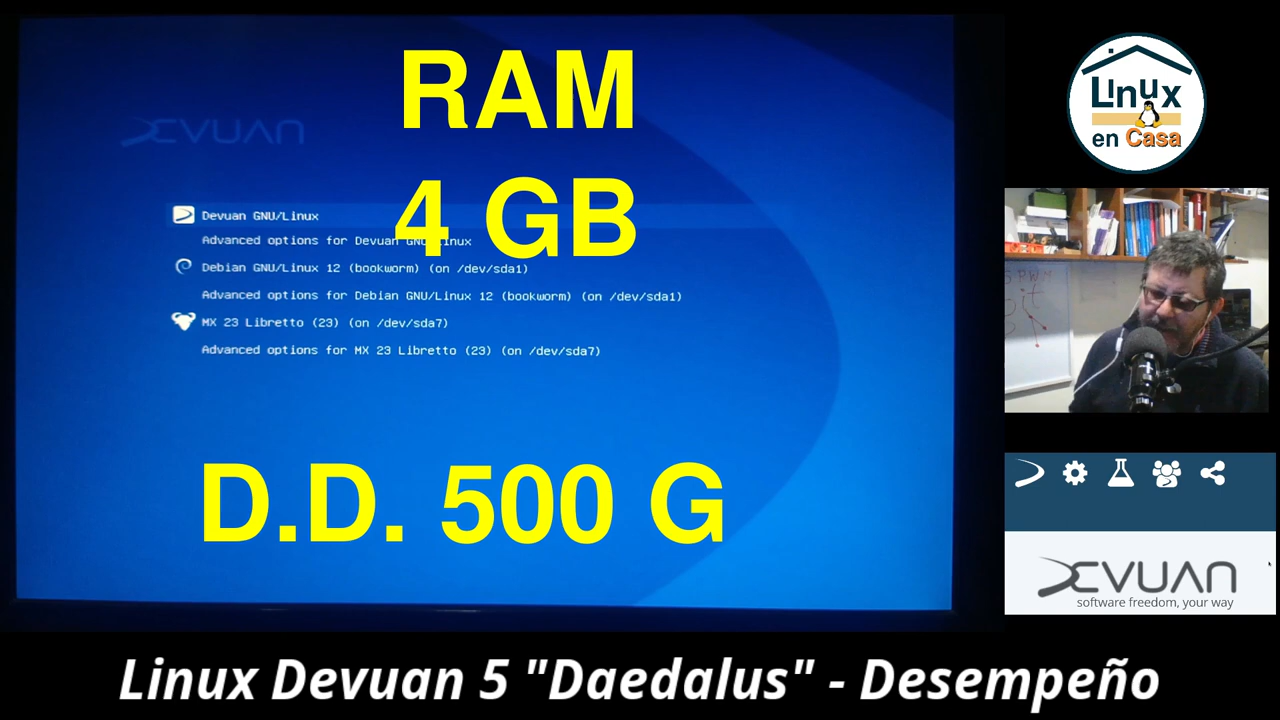 RAM
4 GB
DEVUAN
Devuan GNU/Linux
Advanced options for Devuan GNU/Linux
Debian GNU/Linux 12 (bookworm) (on /dev/sda1)
Advanced options for Debian GNU/Linux 12 (bookworm) (on /dev/sda1)
MX 23 Libretto (23) (on /dev/sda7)
Advanced options for MX 23 Libretto (23) (on /dev/sda7)
D.D. 500 G
Linux
en Casa
DEVUAN
software freedom, your way
Linux Devuan 5 "Daedalus" - Desempeño